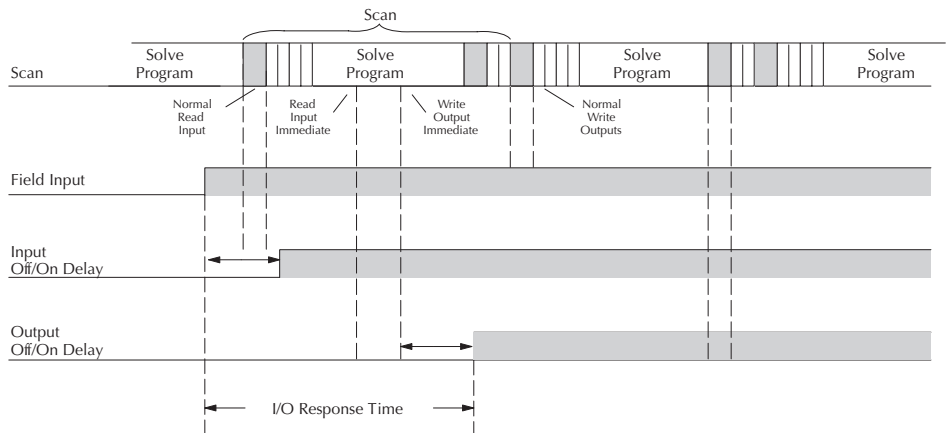 Scan
Scan
Solve
Program
Solve
Program
Solve
Program
Solve
Program
Normal
Read
Input
Read
Input
Immediate
Write
Output
Immediate
Normal
Write
Outputs
Field Input
Input
Off/On Delay
Output
Off/On Delay
I/O Response Time